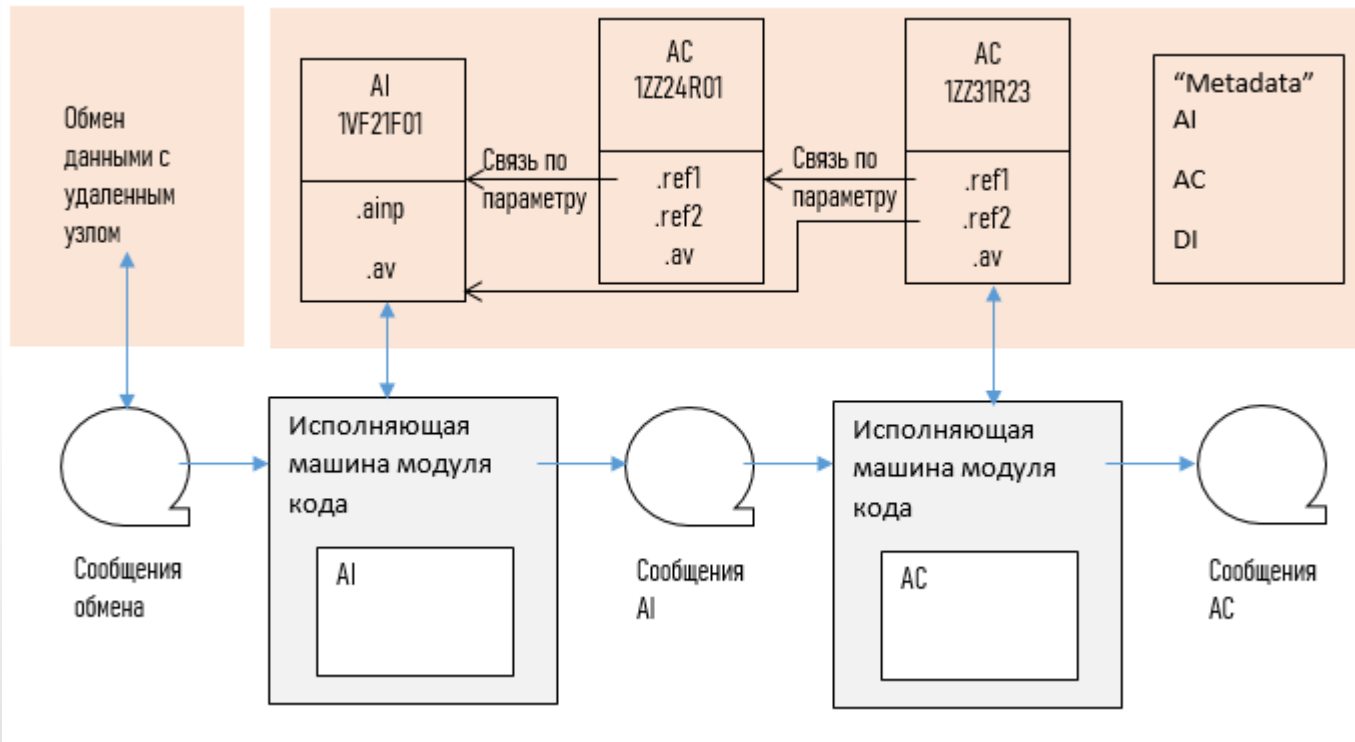 Обмен
данными с
удаленным
узлом
AI
1VF21F01
.ainp
.av
Связь по
параметру
AC
1ZZ24R01
.ref1
.ref2
.av
Связь по
параметру
AC
1ZZ31R23
.ref1
.ref2
.av
“Metadata”
AI
AC
DI
Сообщения
обмена
Исполняющая
машина модуля
кода
AI
Сообщения
AI
Исполняющая
машина модуля
кода
AC
Сообщения
AC